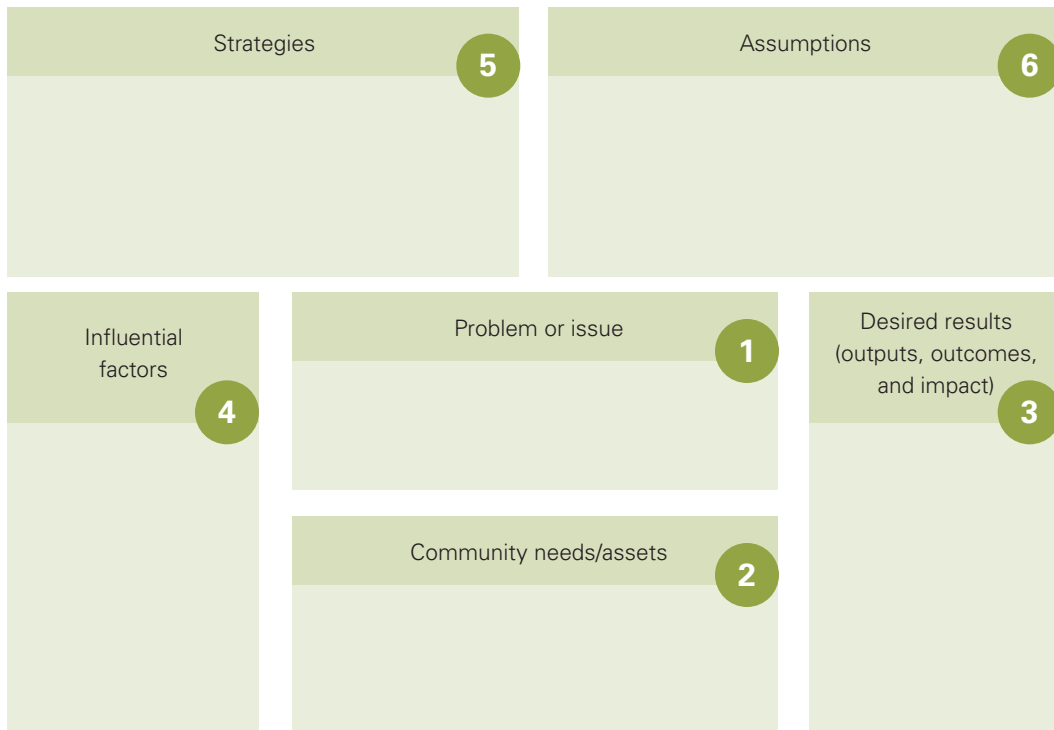 Strategies
5
Assumptions
6
Influential
factors
4
Problem or issue
1
Community needs/assets
2
Desired results
(outputs, outcomes,
and impact)
3